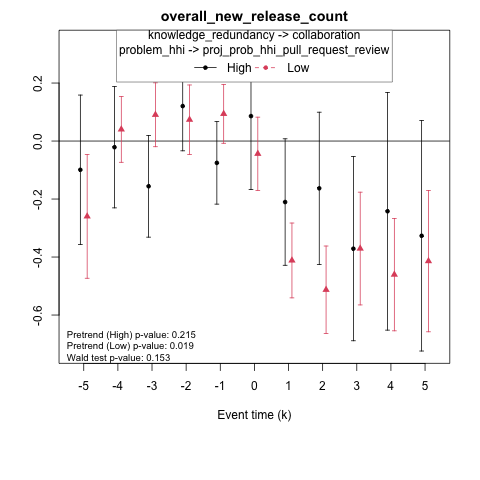 overall_new_release_count
knowledge_redundancy -> collaboration
problem_hhi -> proj_prob_hhi_pull_request_review
High Low
0.2
0.0
-0.2
-0.4
-0.6
Pretrend (High) p-value: 0.215
Pretrend (Low) p-value: 0.019
Wald test p-value: 0.153
-5 -4 -3 -2 -1 0 1 2 3 4 5
Event time (k)